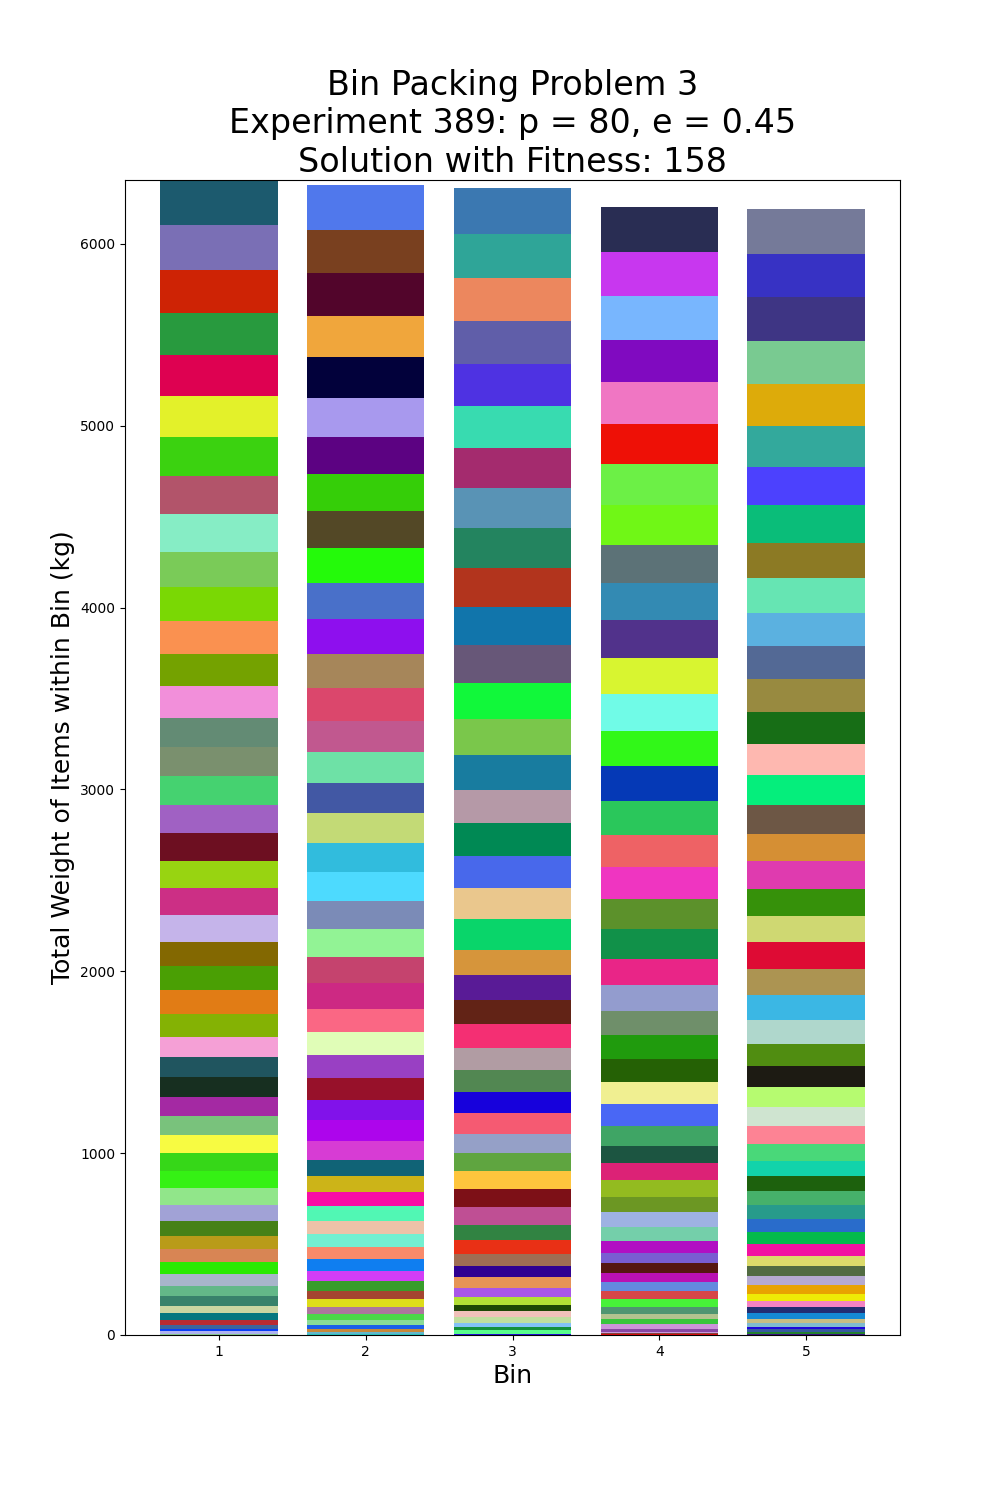 Bin Packing Problem 3
Experiment 389: p = 80, e = 0.45
Solution with Fitness: 158
Total Weight of Items within Bin (kg)
6000
5000
4000
3000
2000
1000
0
1 2 3 4 5
Bin